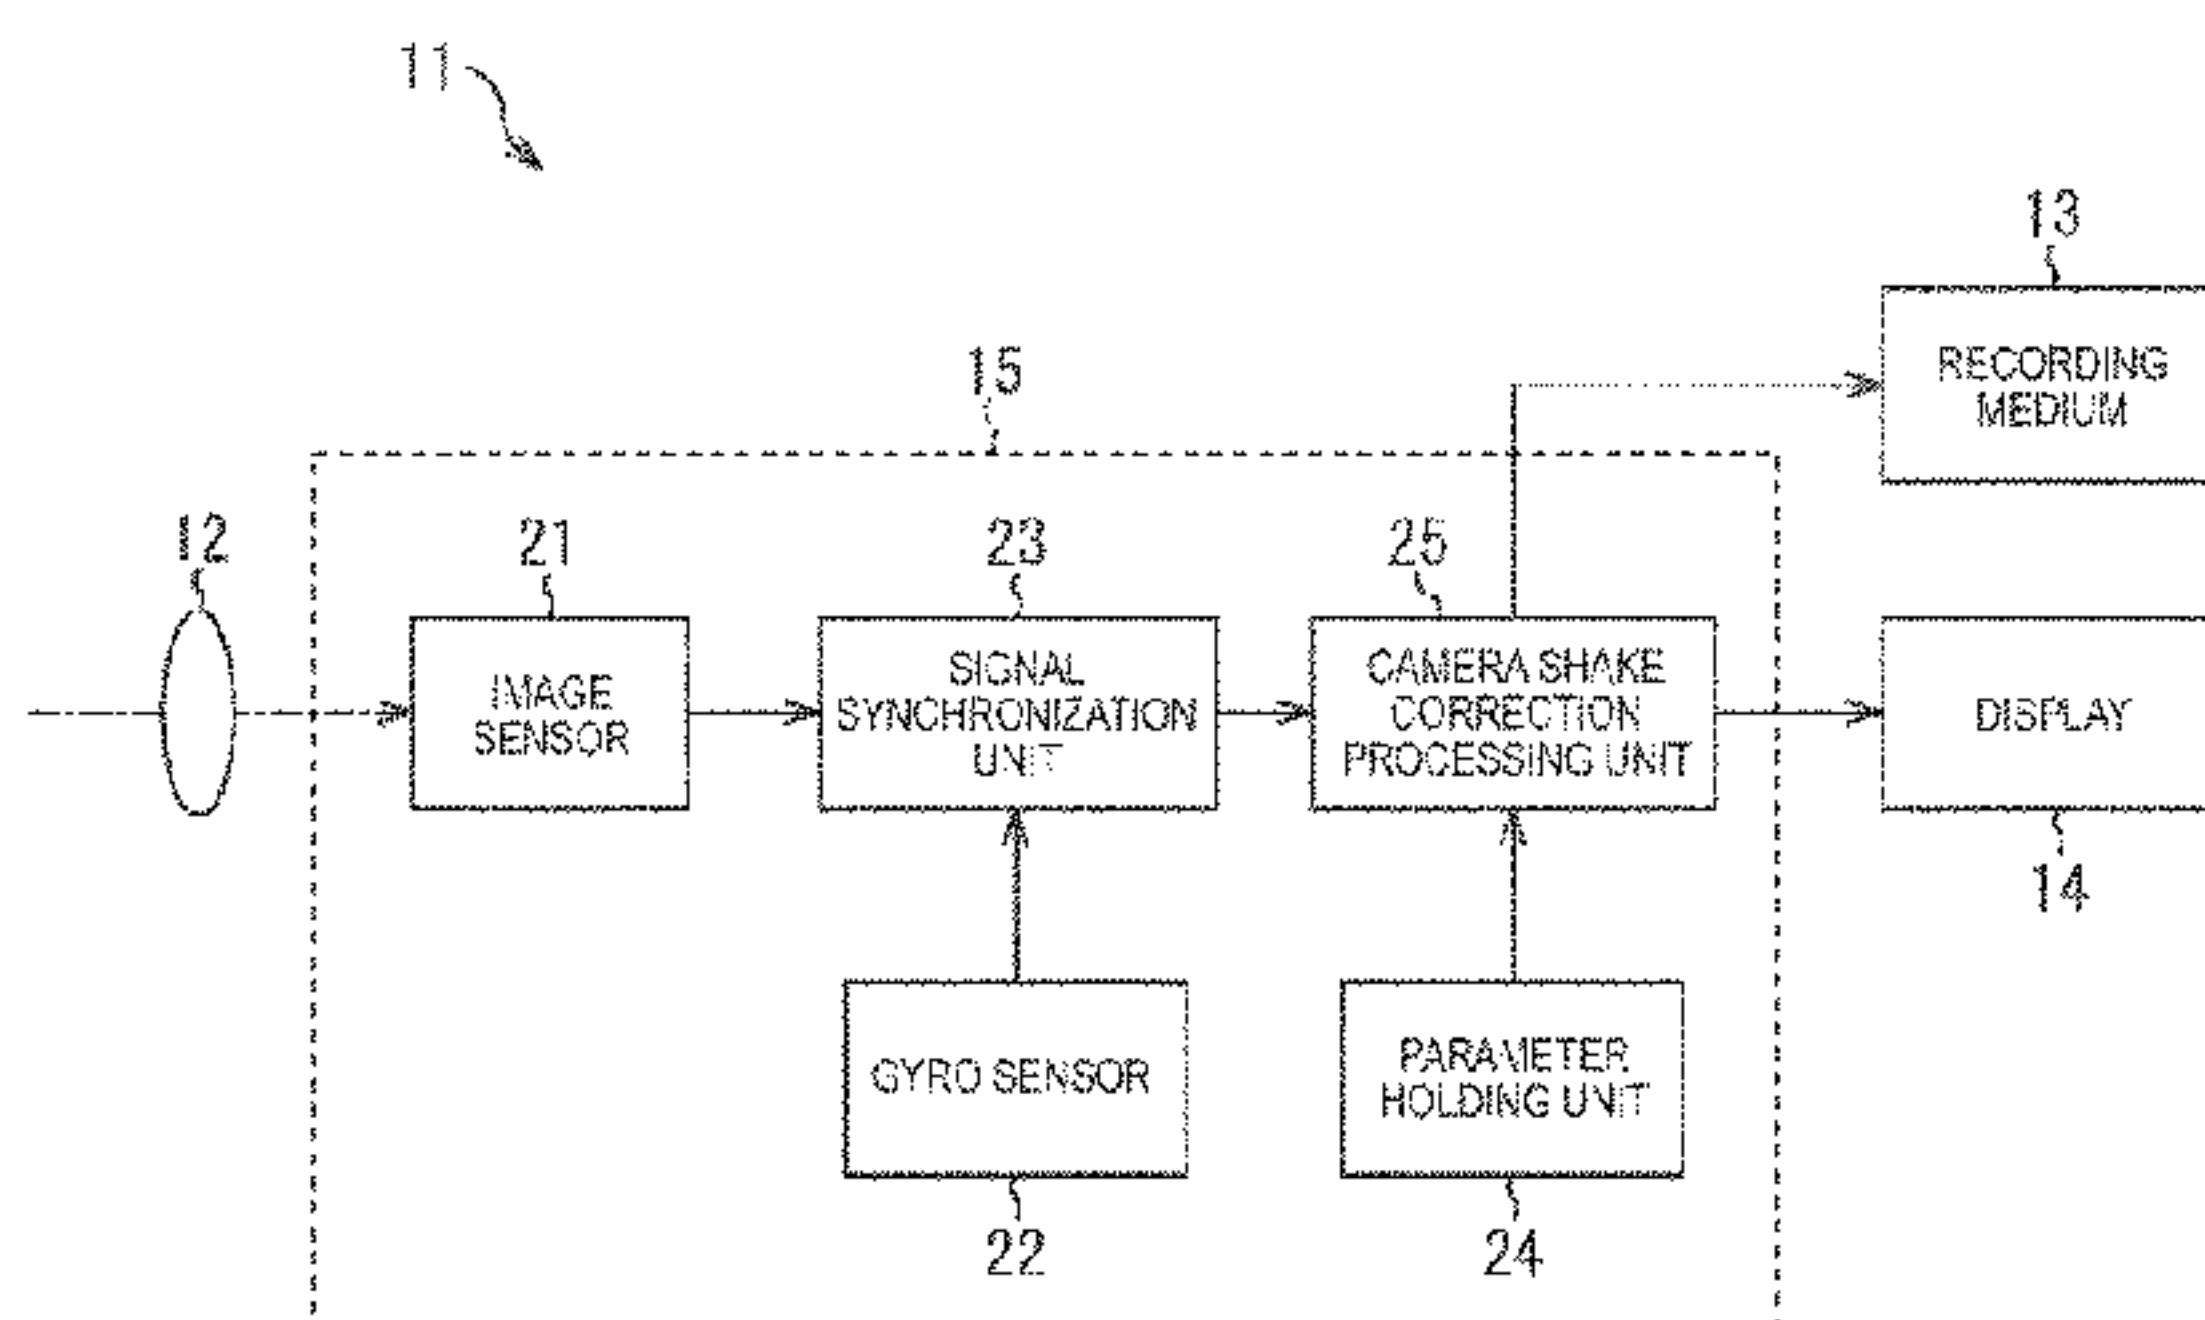 11
13
RECORDING
MEDIUM
15
12
21
23
25
IMAGE
SENSOR
SIGNAL
SYNCHRONIZATION
UNIT
CAMERA SHAKE
CORRECTION
PROCESSING UNIT
DISPLAY
14
GYRO SENSOR
PARAMETER
HOLDING UNIT
22
24